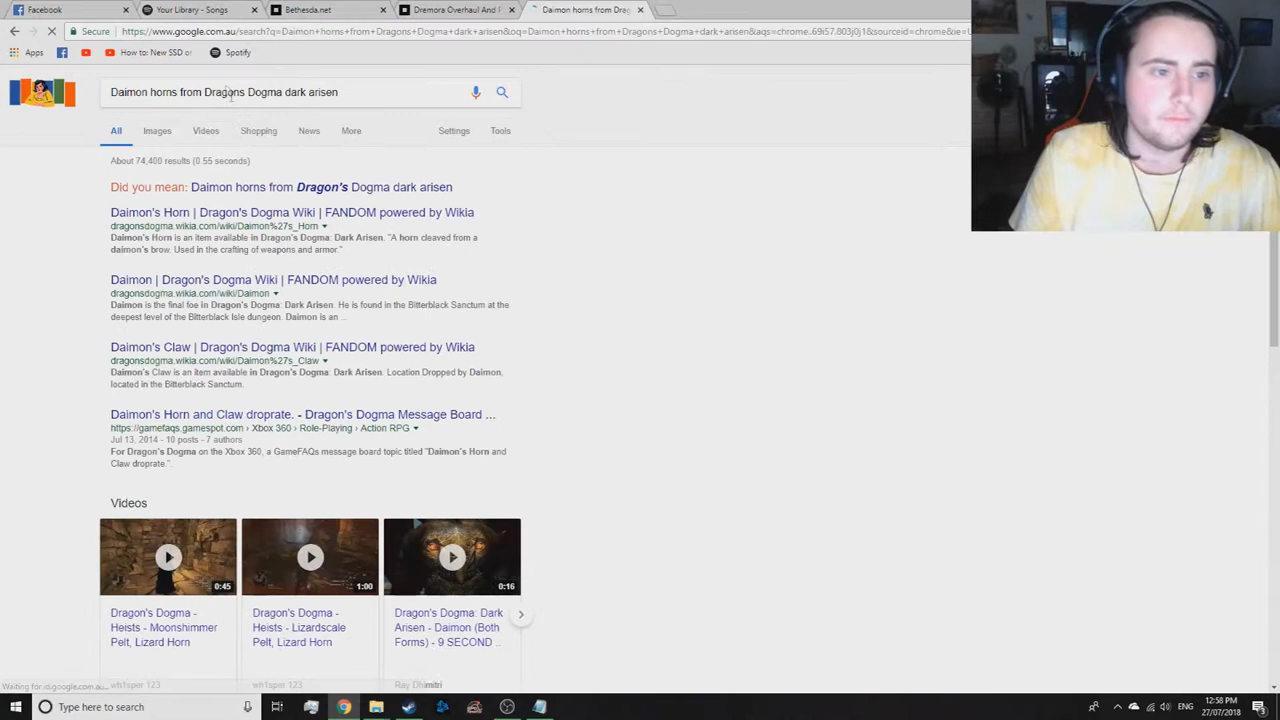 Facebook
Your Library - Songs
Bethesda.net
Dremora Overhaul And P
Daimon horns from Drag
Secure
https://www.google.com.au/search?q=Daimon+horns+from+Dragons+Dogma+dark+arisen&oq=Daimon+horns+from+Dragons+Dogma+dark+arisen&aqs=chrome..69i57.803j0j1&sourceid=chrome&ie=U
Apps
How to: New SSD or
Spotify
Daimon horns from Dragons Dogma dark arisen
All
Images
Videos
Shopping
News
More
Settings
Tools
About 74,400 results (0.55 seconds)
Did you mean: Daimon horns from Dragon's Dogma dark arisen
Daimon's Horn | Dragon's Dogma Wiki | FANDOM powered by Wikia
dragonsdogma.wikia.com/wiki/Daimon%27s_Horn
Daimon's Horn is an item available in Dragon's Dogma: Dark Arisen. "A horn cleaved from a
daimon's brow. Used in the crafting of weapons and armor."
Daimon | Dragon's Dogma Wiki | FANDOM powered by Wikia
dragonsdogma.wikia.com/wiki/Daimon
Daimon is the final foe in Dragon's Dogma: Dark Arisen. He is found in the Bitterblack Sanctum at the
deepest level of the Bitterblack Isle dungeon. Daimon is an ...
Daimon's Claw | Dragon's Dogma Wiki | FANDOM powered by Wikia
dragonsdogma.wikia.com/wiki/Daimon%27s_Claw
Daimon's Claw is an item available in Dragon's Dogma: Dark Arisen. Location Dropped by Daimon,
located in the Bitterblack Sanctum.
Daimon's Horn and Claw droprate. - Dragon's Dogma Message Board ...
https://gamefaqs.gamespot.com › Xbox 360 › Role-Playing › Action RPG
Jul 13, 2014 - 10 posts - 7 authors
For Dragon's Dogma on the Xbox 360, a GameFAQs message board topic titled "Daimon's Horn and
Claw droprate.".
Videos
0:45
1:00
0:16
Dragon's Dogma -
Heists - Moonshimmer
Pelt, Lizard Horn
Dragon's Dogma -
Heists - Lizardscale
Pelt, Lizard Horn
Dragon's Dogma: Dark
Arisen - Daimon (Both
Forms) - 9 SECOND ..
wh1sper 123
wh1sper 123
Ray Dhimitri
Waiting for id.google.com.au...
Type here to search
ENG
12:58 PM
27/07/2018